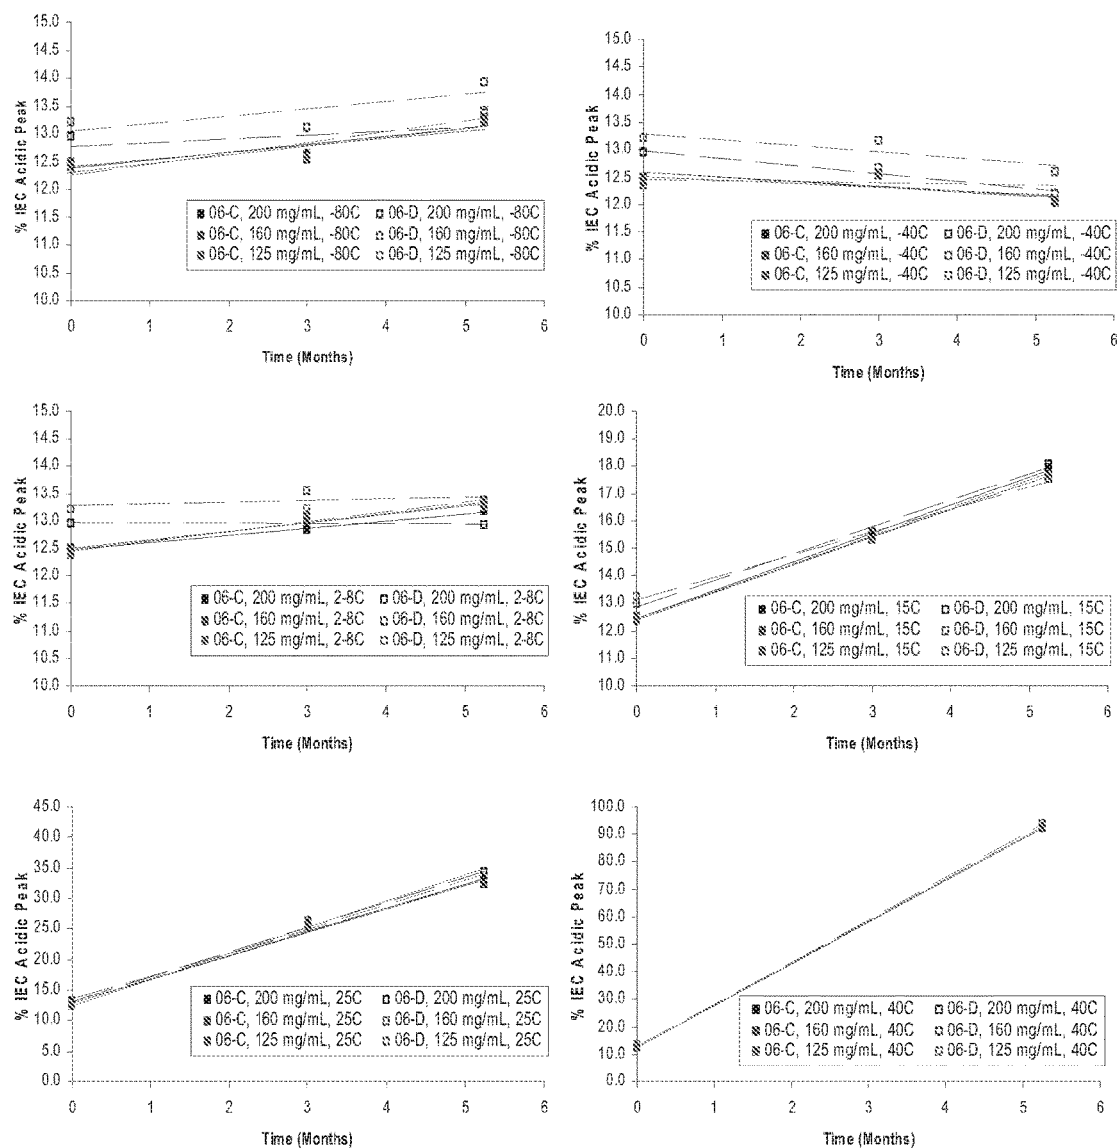 % IEC Acidic Peak
15.0
14.5
14.0
13.5
13.0
12.5
12.0
11.5
11.0
10.5
10.0
06-C, 200 mg/mL, -80C 06-D, 200 mg/mL, -80C
06-C, 160 mg/mL, -80C 06-D, 160 mg/mL, -80C
06-C, 125 mg/mL, -80C 06-D, 125 mg/mL, -80C
0 1 2 3 4 5 6
Time (Months)
% IEC Acidic Peak
15.0
14.5
14.0
13.5
13.0
12.5
12.0
11.5
11.0
10.5
10.0
06-C, 200 mg/mL, -40C 06-D, 200 mg/mL, -40C
06-C, 160 mg/mL, -40C 06-D, 160 mg/mL, -40C
06-C, 125 mg/mL, -40C 06-D, 125 mg/mL, -40C
0 1 2 3 4 5 6
Time (Months)
% IEC Acidic Peak
15.0
14.5
14.0
13.5
13.0
12.5
12.0
11.5
11.0
10.5
10.0
06-C, 200 mg/mL, 2-8C 06-D, 200 mg/mL, 2-8C
06-C, 160 mg/mL, 2-8C 06-D, 160 mg/mL, 2-8C
06-C, 125 mg/mL, 2-8C 06-D, 125 mg/mL, 2-8C
0 1 2 3 4 5 6
Time (Months)
% IEC Acidic Peak
20.0
19.0
18.0
17.0
16.0
15.0
14.0
13.0
12.0
11.0
10.0
06-C, 200 mg/mL, 15C 06-D, 200 mg/mL, 15C
06-C, 160 mg/mL, 15C 06-D, 160 mg/mL, 15C
06-C, 125 mg/mL, 15C 06-D, 125 mg/mL, 15C
0 1 2 3 4 5 6
Time (Months)
% IEC Acidic Peak
45.0
40.0
35.0
30.0
25.0
20.0
15.0
10.0
5.0
0.0
06-C, 200 mg/mL, 25C 06-D, 200 mg/mL, 25C
06-C, 160 mg/mL, 25C 06-D, 160 mg/mL, 25C
06-C, 125 mg/mL, 25C 06-D, 125 mg/mL, 25C
0 1 2 3 4 5 6
Time (Months)
% IEC Acidic Peak
100.0
90.0
80.0
70.0
60.0
50.0
40.0
30.0
20.0
10.0
0.0
06-C, 200 mg/mL, 40C 06-D, 200 mg/mL, 40C
06-C, 160 mg/mL, 40C 06-D, 160 mg/mL, 40C
06-C, 125 mg/mL, 40C 06-D, 125 mg/mL, 40C
0 1 2 3 4 5 6
Time (Months)